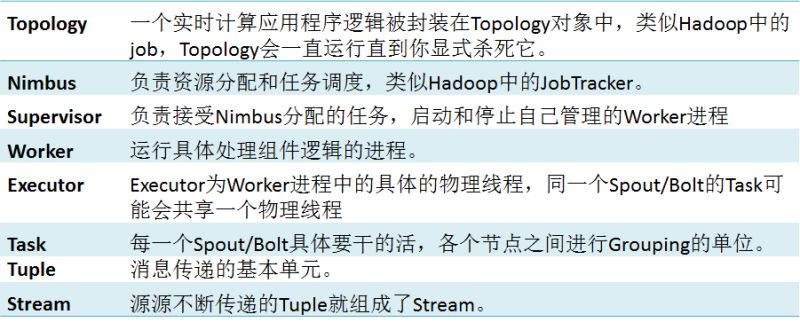 Topology 一个实时计算应用程序逻辑被封装在Topology对象中，类似Hadoop中的
job，Topology会一直运行直到你显式杀死它。
Nimbus 负责资源分配和任务调度，类似Hadoop中的JobTracker。
Supervisor 负责接受Nimbus分配的任务，启动和停止自己管理的Worker进程
Worker 运行具体处理组件逻辑的进程。
Executor Executor为Worker进程中的具体的物理线程，同一个Spout/Bolt的Task可
能会共享一个物理线程
Task 每一个Spout/Bolt具体要干的活，各个节点之间进行Grouping的单位。
Tuple 消息传递的基本单元。
Stream 源源不断传递的Tuple就组成了Stream。